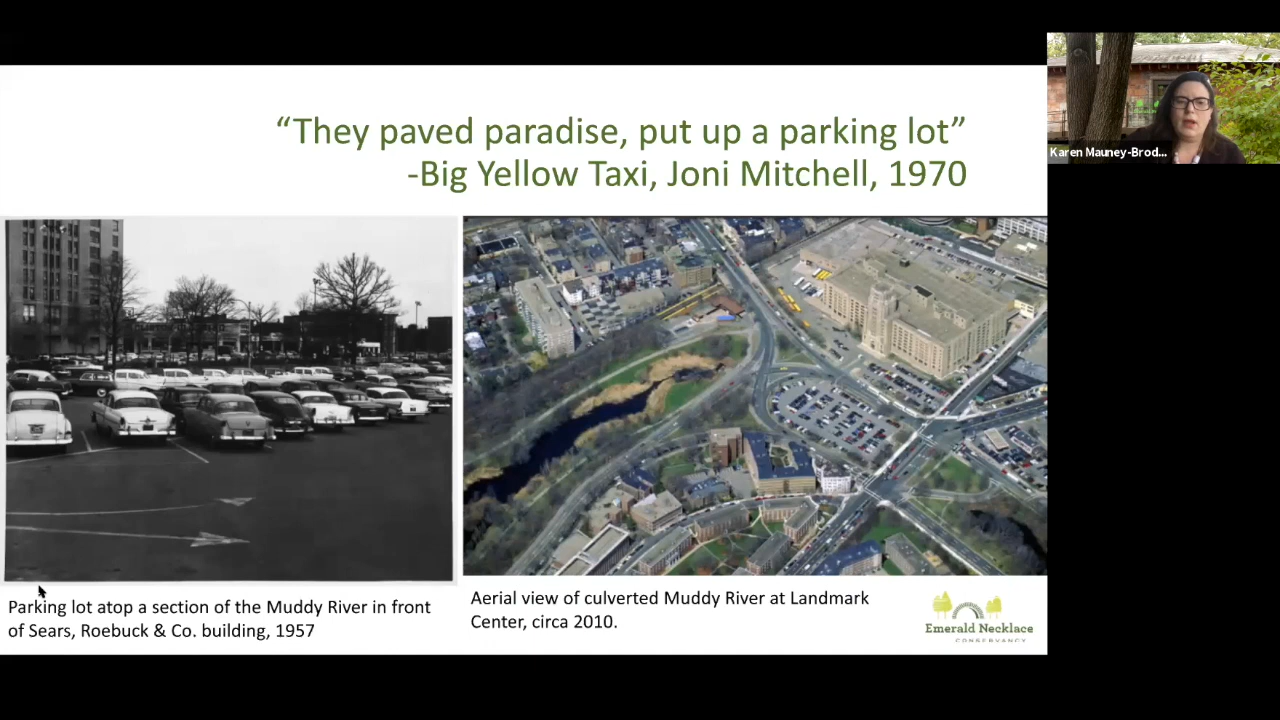 “They paved paradise, put up a parking lot”
-Big Yellow Taxi, Joni Mitchell, 1970
Karen Mauney-Brod...
Parking lot atop a section of the Muddy River in front
of Sears, Roebuck & Co. building, 1957
Aerial view of culverted Muddy River at Landmark
Center, circa 2010.
Emerald Necklace
CONSERVANCY